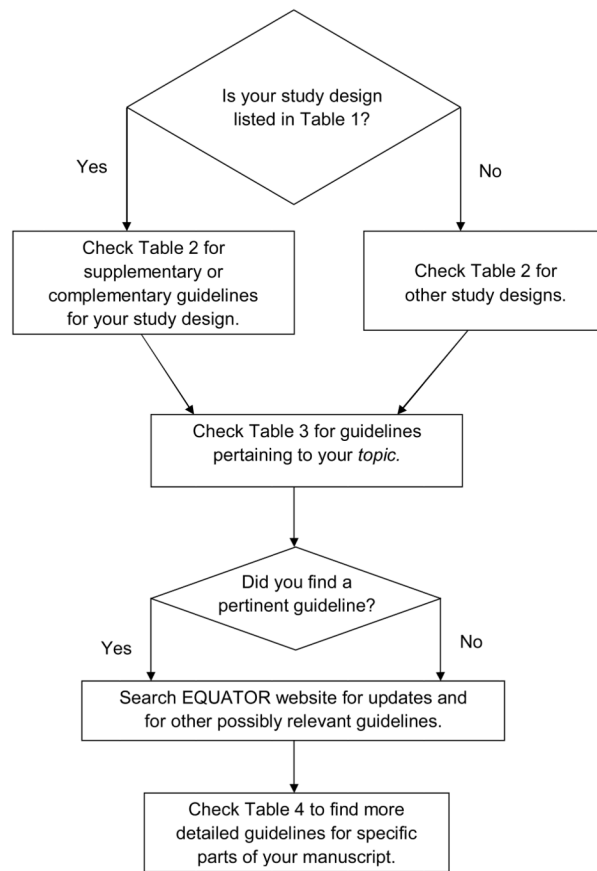 Is your study design
listed in Table 1?
Yes
No
Check Table 2 for
supplementary or
complementary guidelines
for your study design.
Check Table 2 for
other study designs.
Check Table 3 for guidelines
pertaining to your topic.
Did you find a
pertinent guideline?
Yes
No
Search EQUATOR website for updates and
for other possibly relevant guidelines.
Check Table 4 to find more
detailed guidelines for specific
parts of your manuscript.